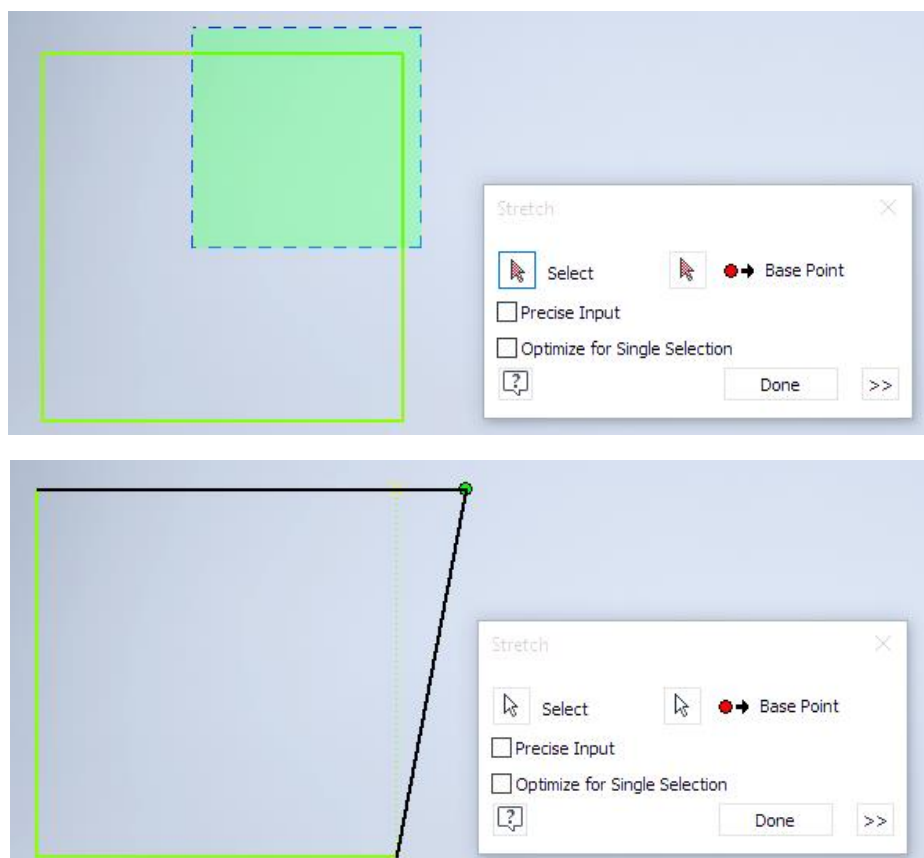 Stretch
Select
Base Point
Precise Input
Optimize for Single Selection
?
Done
>>
Stretch
Select
Base Point
Precise Input
Optimize for Single Selection
?
Done
>>